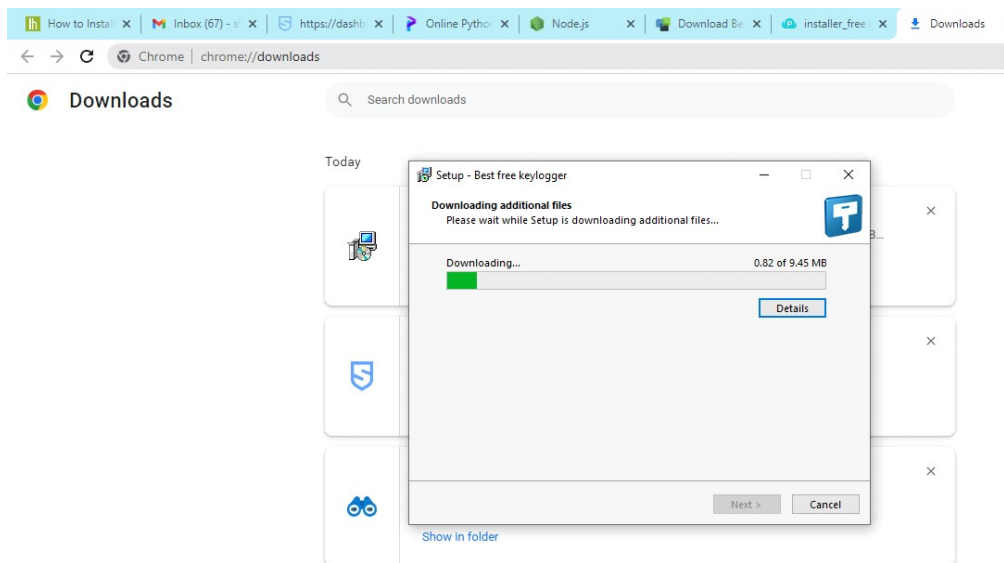 How to Instal
Inbox (67) - s
https://dashb
Online Pytho
Node.js
Download Be
installer_free.
Downloads
Chrome | chrome://downloads
Downloads
Search downloads
Today
Setup - Best free keylogger
Downloading additional files
Please wait while Setup is downloading additional files...
B...
Downloading... 0.82 of 9.45 MB
Details
Next > Cancel
Show in folder